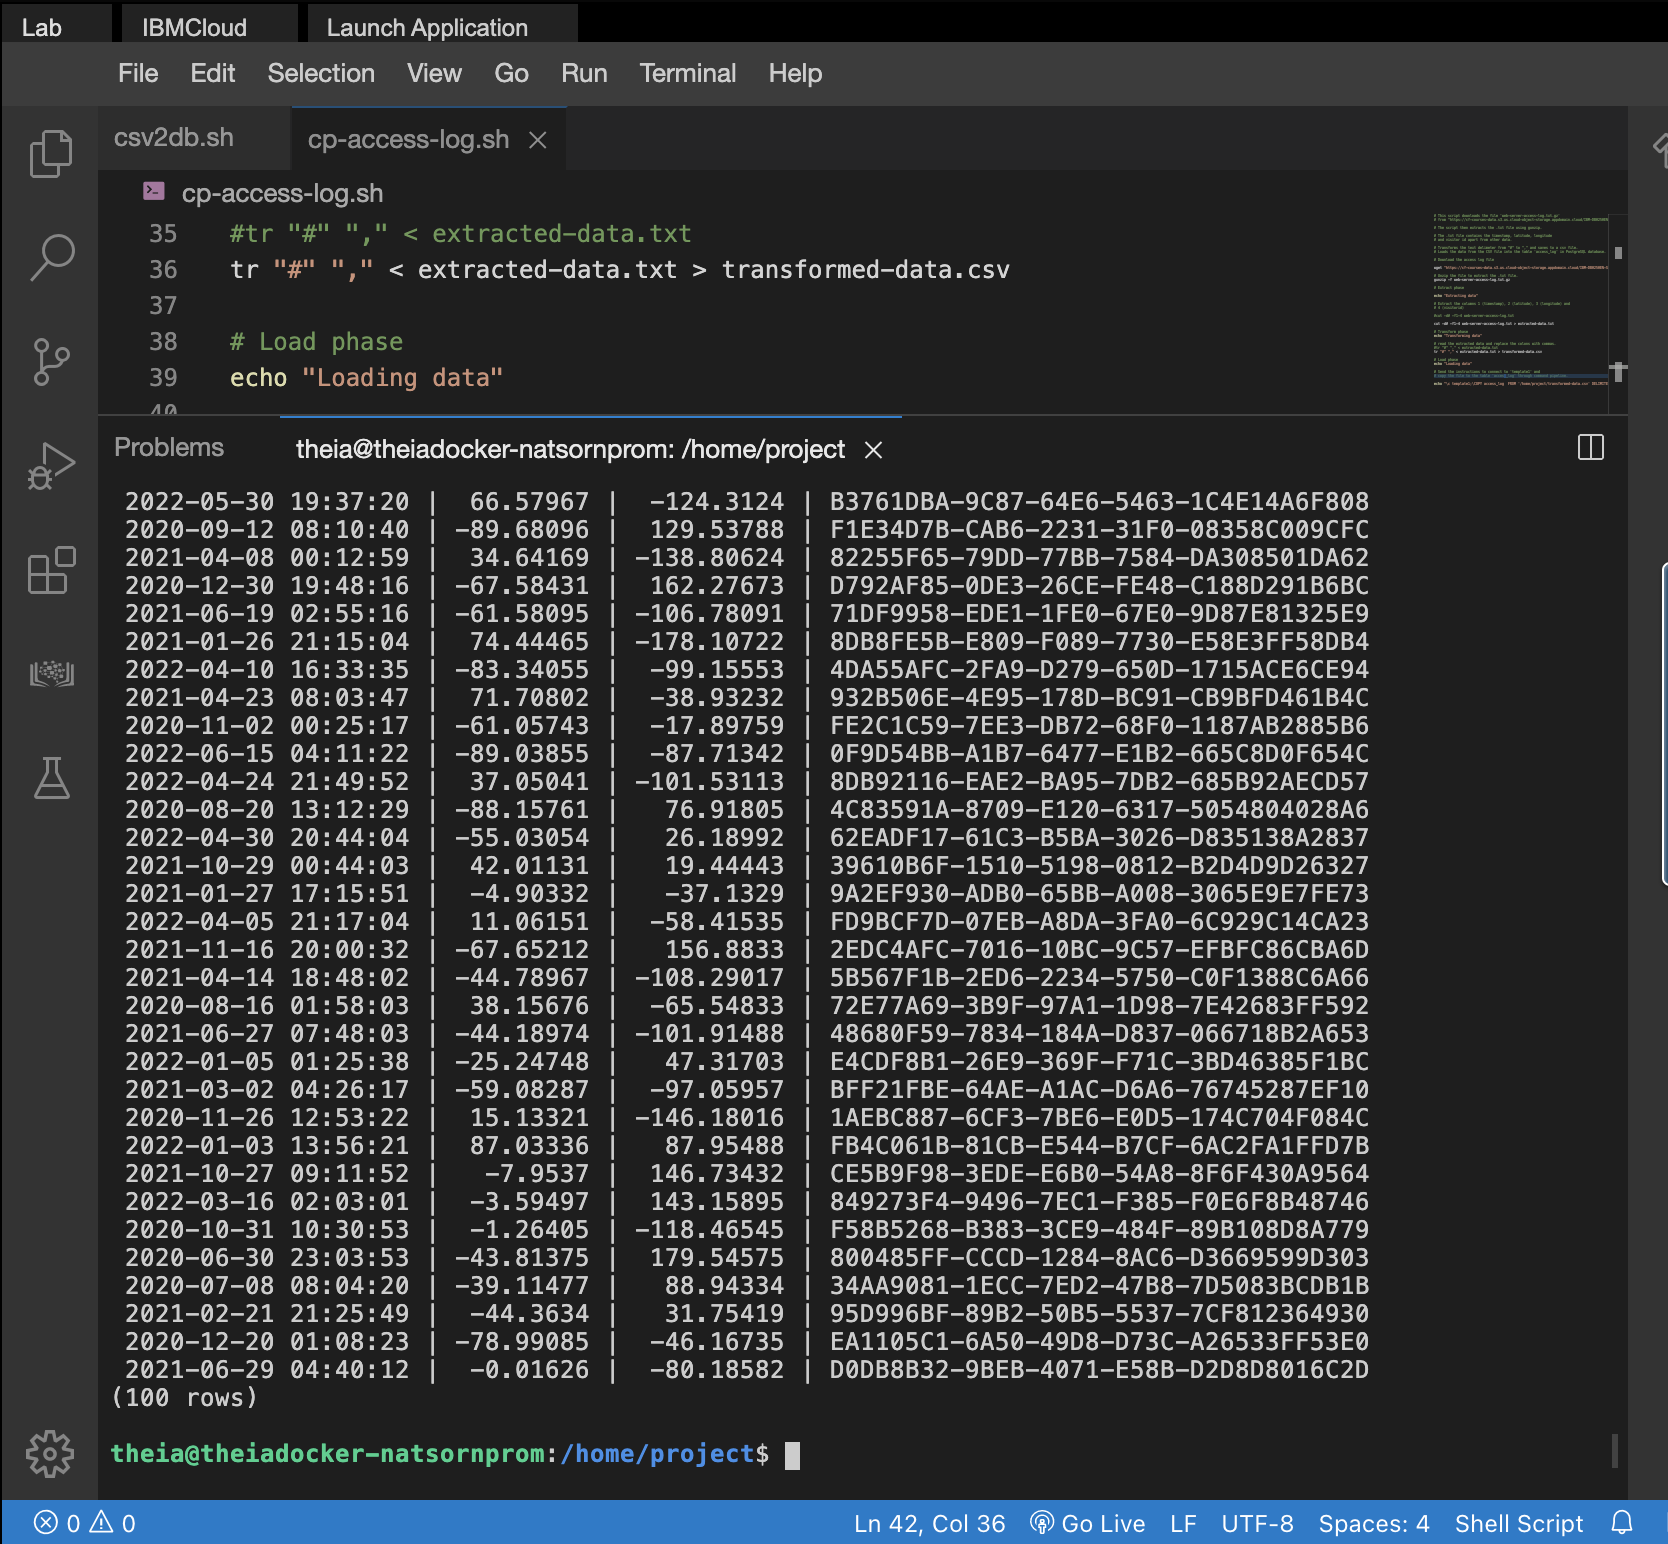 Lab IBMCloud Launch Application
File Edit Selection View Go Run Terminal Help
csv2db.sh cp-access-log.sh
cp-access-log.sh
35 #tr "#" "," < extracted-data.txt
36 tr "#" "," < extracted-data.txt > transformed-data.csv
37
38 # Load phase
39 echo "Loading data"
40
Problems theia@theiadocker-natsornprom: /home/project
2022-05-30 19:37:20 | 66.57967 | -124.3124 | B3761DBA-9C87-64E6-5463-1C4E14A6F808
2020-09-12 08:10:40 | -89.68096 | 129.53788 | F1E34D7B-CAB6-2231-31F0-08358C009CFC
2021-04-08 00:12:59 | 34.64169 | -138.80624 | 82255F65-79DD-77BB-7584-DA308501DA62
2020-12-30 19:48:16 | -67.58431 | 162.27673 | D792AF85-0DE3-26CE-FE48-C188D291B6BC
2021-06-19 02:55:16 | -61.58095 | -106.78091 | 71DF9958-EDE1-1FE0-67E0-9D87E81325E9
2021-01-26 21:15:04 | 74.44465 | -178.10722 | 8DB8FE5B-E809-F089-7730-E58E3FF58DB4
2022-04-10 16:33:35 | -83.34055 | -99.15553 | 4DA55AFC-2FA9-D279-650D-1715ACE6CE94
2021-04-23 08:03:47 | 71.70802 | -38.93232 | 932B506E-4E95-178D-BC91-CB9BFD461B4C
2020-11-02 00:25:17 | -61.05743 | -17.89759 | FE2C1C59-7EE3-DB72-68F0-1187AB2885B6
2022-06-15 04:11:22 | -89.03855 | -87.71342 | 0F9D54BB-A1B7-6477-E1B2-665C8D0F654C
2022-04-24 21:49:52 | 37.05041 | -101.53113 | 8DB92116-EAE2-BA95-7DB2-685B92AECD57
2020-08-20 13:12:29 | -88.15761 | 76.91805 | 4C83591A-8709-E120-6317-5054804028A6
2022-04-30 20:44:04 | -55.03054 | 26.18992 | 62EADF17-61C3-B5BA-3026-D835138A2837
2021-10-29 00:44:03 | 42.01131 | 19.44443 | 39610B6F-1510-5198-0812-B2D4D9D26327
2021-01-27 17:15:51 | -4.90332 | -37.1329 | 9A2EF930-ADB0-65BB-A008-3065E9E7FE73
2022-04-05 21:17:04 | 11.06151 | -58.41535 | FD9BCF7D-07EB-A8DA-3FA0-6C929C14CA23
2021-11-16 20:00:32 | -67.65212 | 156.8833 | 2EDC4AFC-7016-10BC-9C57-EFBFC86CBA6D
2021-04-14 18:48:02 | -44.78967 | -108.29017 | 5B567F1B-2ED6-2234-5750-C0F1388C6A66
2020-08-16 01:58:03 | 38.15676 | -65.54833 | 72E77A69-3B9F-97A1-1D98-7E42683FF592
2021-06-27 07:48:03 | -44.18974 | -101.91488 | 48680F59-7834-184A-D837-066718B2A653
2022-01-05 01:25:38 | -25.24748 | 47.31703 | E4CDF8B1-26E9-369F-F71C-3BD46385F1BC
2021-03-02 04:26:17 | -59.08287 | -97.05957 | BFF21FBE-64AE-A1AC-D6A6-76745287EF10
2020-11-26 12:53:22 | 15.13321 | -146.18016 | 1AEBC887-6CF3-7BE6-E0D5-174C704F084C
2022-01-03 13:56:21 | 87.03336 | 87.95488 | FB4C061B-81CB-E544-B7CF-6AC2FA1FFD7B
2021-10-27 09:11:52 | -7.9537 | 146.73432 | CE5B9F98-3EDE-E6B0-54A8-8F6F430A9564
2022-03-16 02:03:01 | -3.59497 | 143.15895 | 849273F4-9496-7EC1-F385-F0E6F8B48746
2020-10-31 10:30:53 | -1.26405 | -118.46545 | F58B5268-B383-3CE9-484F-89B108D8A779
2020-06-30 23:03:53 | -43.81375 | 179.54575 | 800485FF-CCCD-1284-8AC6-D3669599D303
2020-07-08 08:04:20 | -39.11477 | 88.94334 | 34AA9081-1ECC-7ED2-47B8-7D5083BCDB1B
2021-02-21 21:25:49 | -44.3634 | 31.75419 | 95D996BF-89B2-50B5-5537-7CF812364930
2020-12-20 01:08:23 | -78.99085 | -46.16735 | EA1105C1-6A50-49D8-D73C-A26533FF53E0
2021-06-29 04:40:12 | -0.01626 | -80.18582 | D0DB8B32-9BEB-4071-E58B-D2D8D8016C2D
(100 rows)
theia@theiadocker-natsornprom:/home/project$
0 0 Ln 42, Col 36 Go Live LF UTF-8 Spaces: 4 Shell Script